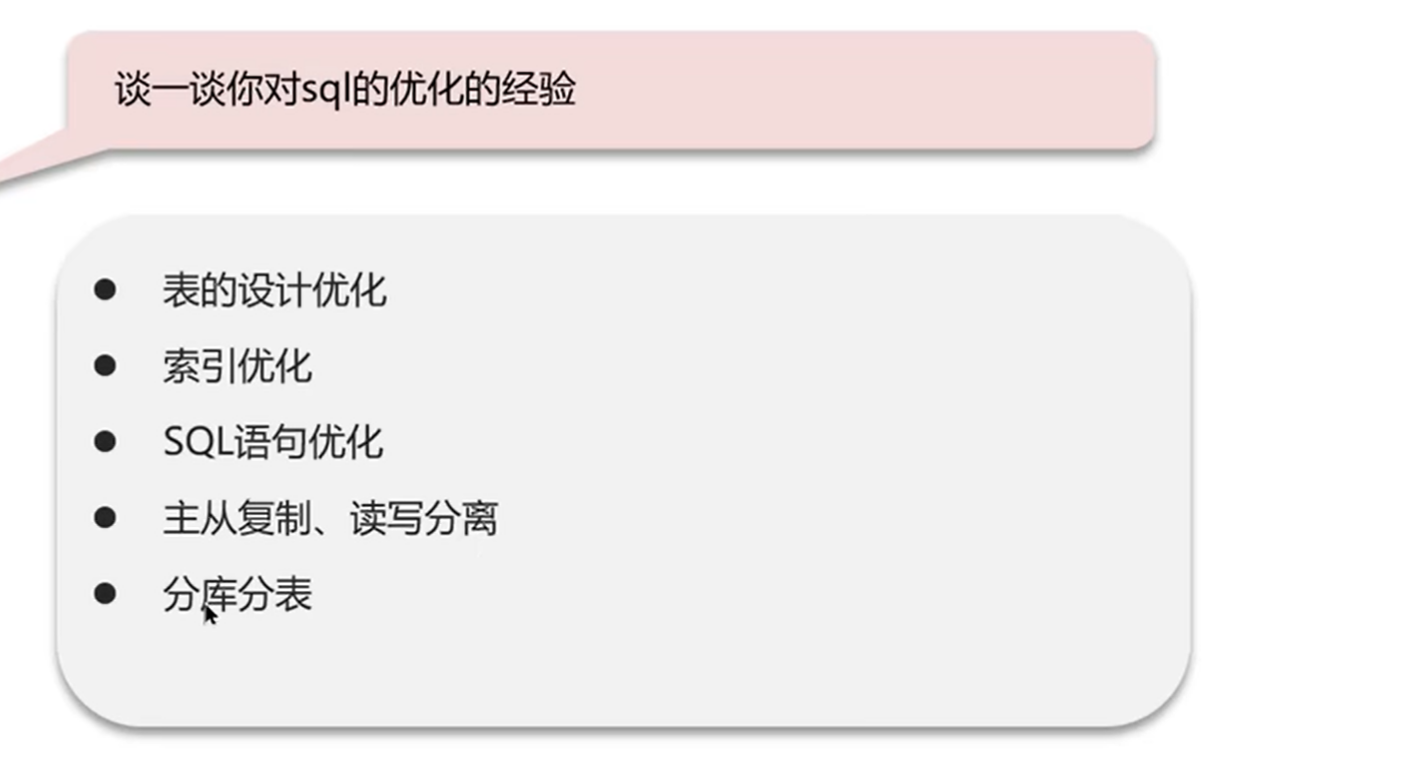 谈一谈你对sql的优化的经验
表的设计优化
索引优化
SQL语句优化
主从复制、读写分离
分库分表